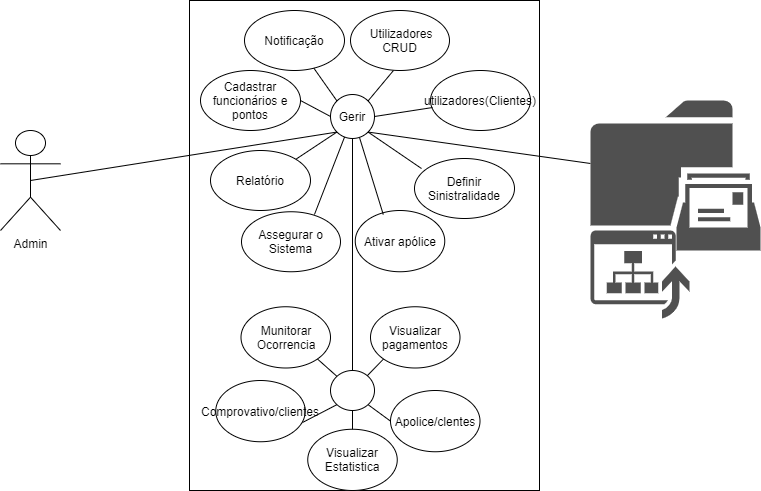 Notificação
Utilizadores
CRUD
Cadastrar
funcionários e
pontos
utilizadores(Clientes)
Gerir
Relatório
Definir
Sinistralidade
Assegurar o
Sistema
Ativar apólice
Admin
Munitorar
Ocorrencia
Visualizar
pagamentos
Comprovativo/clientes
Apolice/clentes
Visualizar
Estatistica